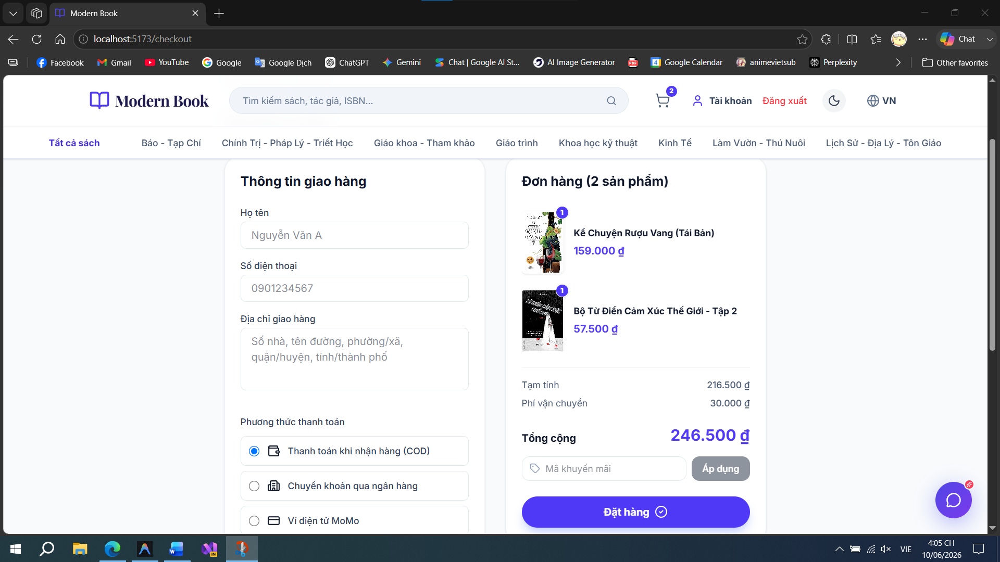 Modern Book
localhost:5173/checkout
Chat
Facebook
Gmail
YouTube
Google
Google Dịch
ChatGPT
Gemini
Chat | Google AI St...
AI Image Generator
PDF
4
Google Calendar
animevietsub
Perplexity
Other favorites
Modern Book
Tìm kiếm sách, tác giả, ISBN...
2
Tài khoản
Đăng xuất
VN
Tất cả sách
Báo - Tạp Chí
Chính Trị - Pháp Lý - Triết Học
Giáo khoa - Tham khảo
Giáo trình
Khoa học kỹ thuật
Kinh Tế
Làm Vườn - Thú Nuôi
Lịch Sử - Địa Lý - Tôn Giáo
Thông tin giao hàng
Họ tên
Nguyễn Văn A
Số điện thoại
0901234567
Địa chỉ giao hàng
Số nhà, tên đường, phường/xã,
quận/huyện, tỉnh/thành phố
Phương thức thanh toán
Thanh toán khi nhận hàng (COD)
Chuyển khoản qua ngân hàng
Ví điện tử MoMo
Đơn hàng (2 sản phẩm)
1
KỂ
CHUYỆN
RƯỢU
VANG
Kể Chuyện Rượu Vang (Tái Bản)
159.000 ₫
1
Bộ Từ Điển Cảm Xúc Thế Giới - Tập 2
57.500 ₫
Tạm tính
216.500 ₫
Phí vận chuyển
30.000 ₫
Tổng cộng
246.500 ₫
Mã khuyến mãi
Áp dụng
Đặt hàng
W
IN
VIE
4:05 CH
10/06/2026